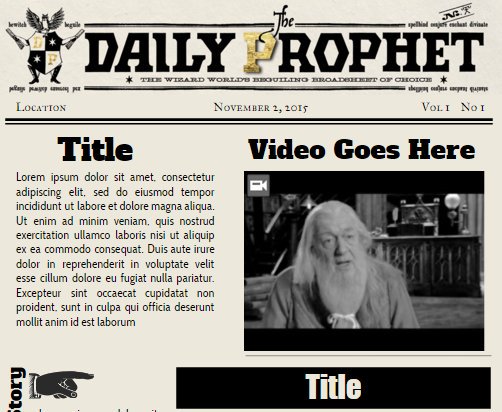 bewitch beguile
spellbind conjure enchant divinate
The
DAILY PROPHET
DP
THE WIZARD WORLD'S BEGUILING BROADSHEET OF CHOICE
Location
November 2, 2015
Vol 1 No 1
Title
Lorem ipsum dolor sit amet, consectetur
adipiscing elit, sed do eiusmod tempor
incididunt ut labore et dolore magna aliqua.
Ut enim ad minim veniam, quis nostrud
exercitation ullamco laboris nisi ut aliquip
ex ea commodo consequat. Duis aute irure
dolor in reprehenderit in voluptate velit
esse cillum dolore eu fugiat nulla pariatur.
Excepteur sint occaecat cupidatat non
proident, sunt in culpa qui officia deserunt
mollit anim id est laborum
Video Goes Here
Story
Title